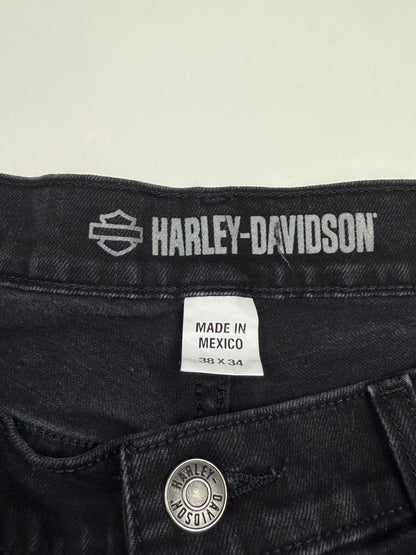 HARLEY-DAVIDSON
MADE IN
MEXICO
38 X 34
HARLEY-
DAVIDSON